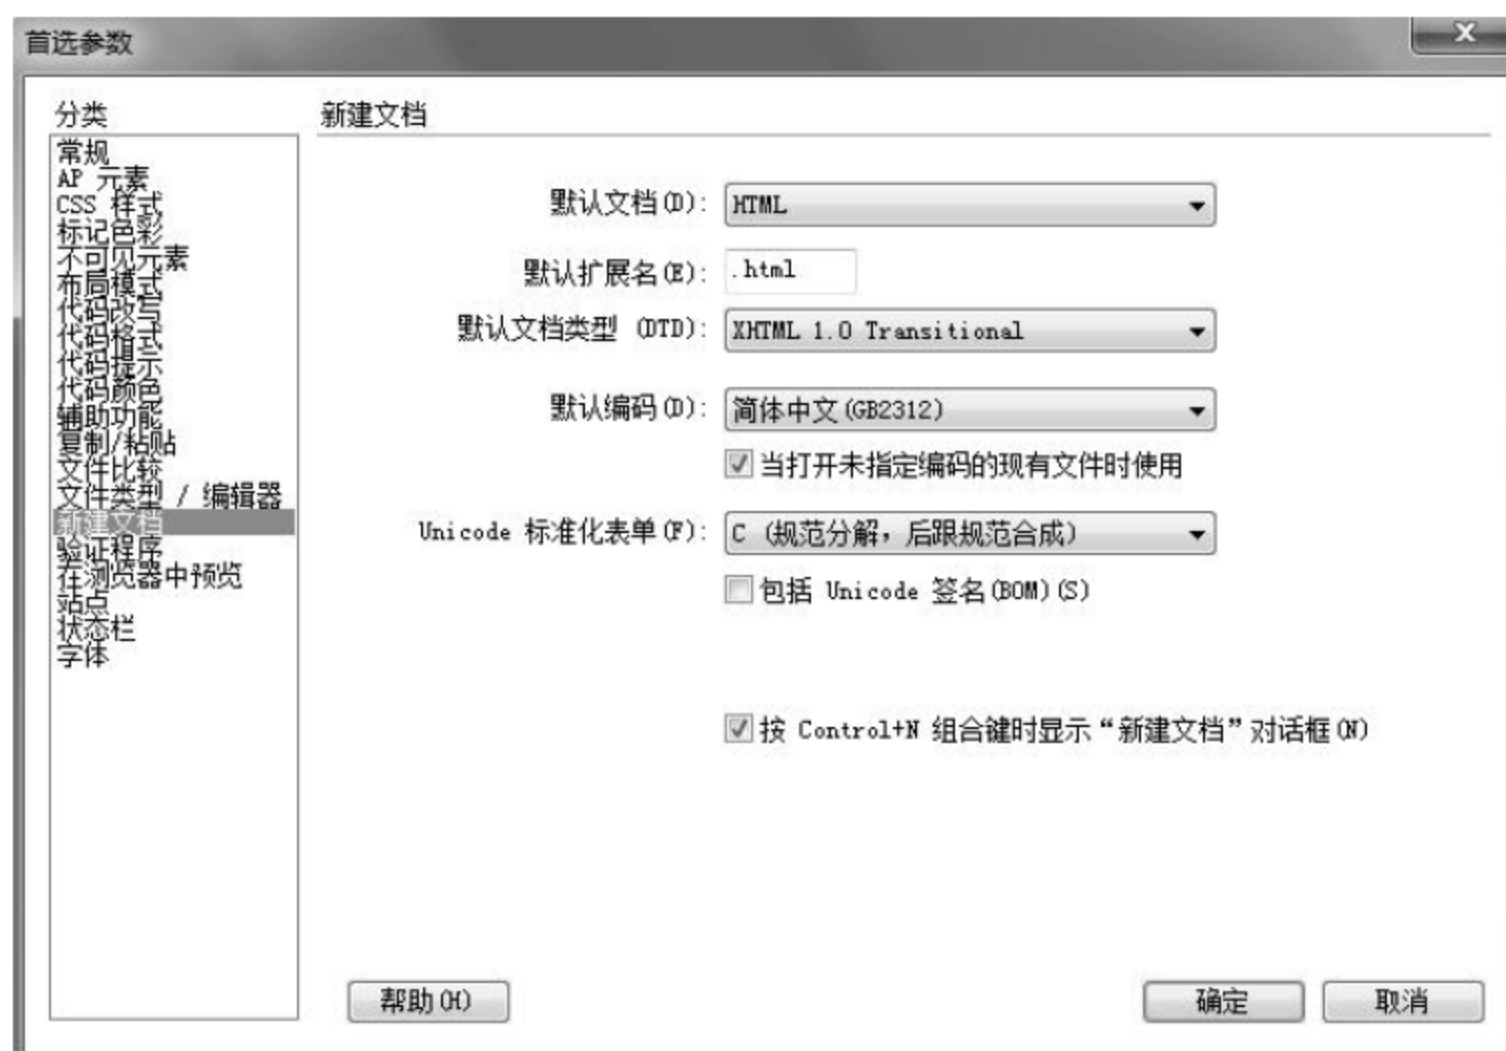 首选参数
X
分类
常规
AP 元素
CSS 样式
标记色彩
不可见元素
布局模式
代码改写
代码格式
代码提示
代码颜色
辅助功能
复制/粘贴
文件比较
文件类型 / 编辑器
新建文档
验证程序
在浏览器中预览
站点
状态栏
字体
新建文档
默认文档(D): HTML
默认扩展名(E): .html
默认文档类型 (DTD): XHTML 1.0 Transitional
默认编码(D): 简体中文(GB2312)
当打开未指定编码的现有文件时使用
Unicode 标准化表单(F): C (规范分解，后跟规范合成)
包括 Unicode 签名(BOM)(S)
按 Control+N 组合键时显示“新建文档”对话框(N)
帮助(H) 确定 取消